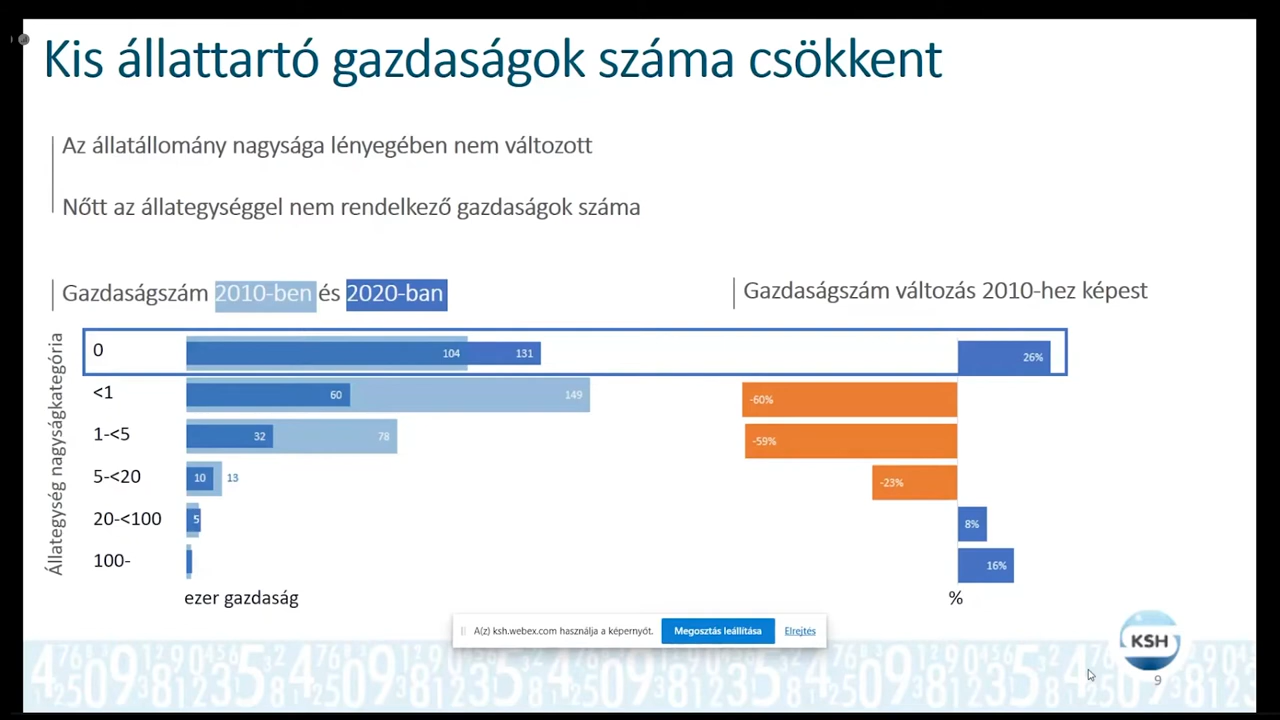 Kis állattartó gazdaságok száma csökkent
Az állatállomány nagysága lényegében nem változott
Nőtt az állategységgel nem rendelkező gazdaságok száma
Gazdaságszám 2010-ben és 2020-ban
Gazdaságszám változás 2010-hez képest
Állategység nagyságkategória
0 104 131 26%
<1 60 149 -60%
1-<5 32 78 -59%
5-<20 10 13 -23%
20-<100 5 8%
100- 16%
ezer gazdaság %
A(z) ksh.webex.com használja a képernyőt. Megosztás leállítása Elrejtés
KSH
9